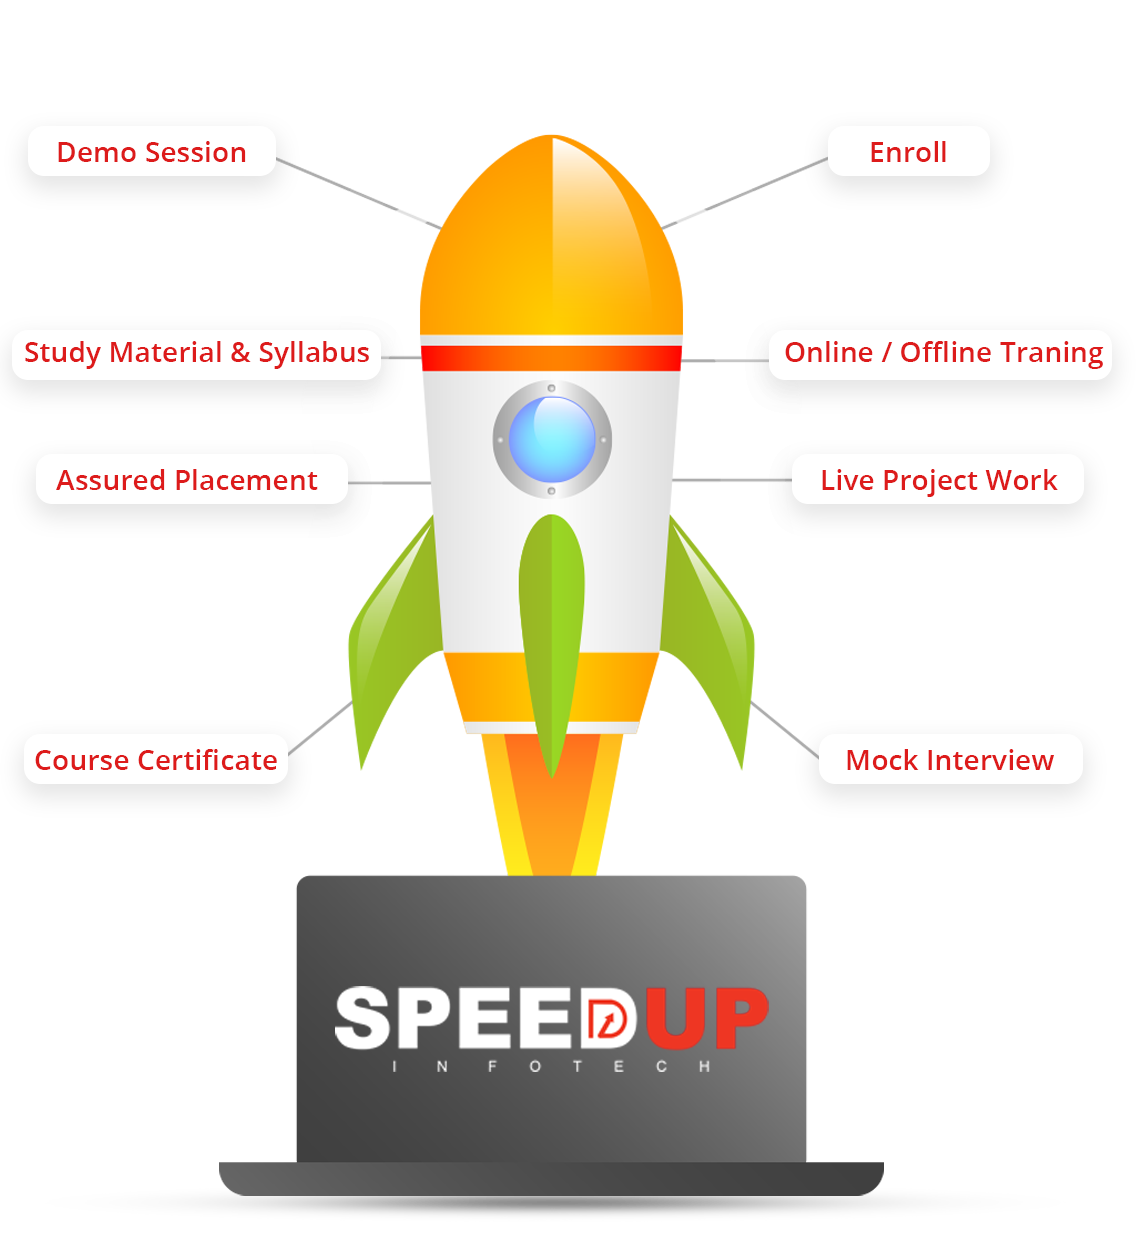 Demo Session
Enroll
Study Material & Syllabus
Online / Offline Traning
Assured Placement
Live Project Work
Course Certificate
Mock Interview
SPEEDUP
INFOTECH